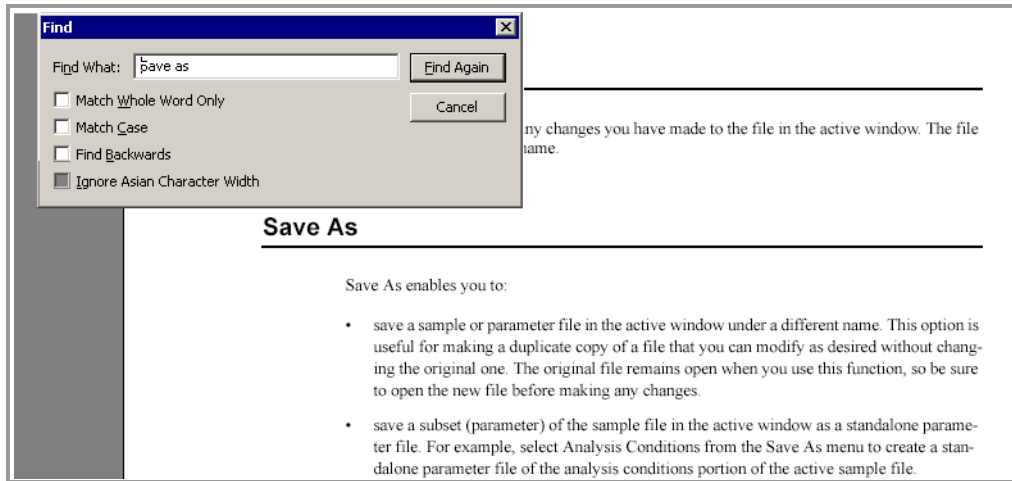 Find
Find What: Save as
Find Again
Match Whole Word Only
Cancel
Match Case
Find Backwards
Ignore Asian Character Width
ny changes you have made to the file in the active window. The file
name.
Save As
Save As enables you to:
• save a sample or parameter file in the active window under a different name. This option is
useful for making a duplicate copy of a file that you can modify as desired without chang-
ing the original one. The original file remains open when you use this function, so be sure
to open the new file before making any changes.
• save a subset (parameter) of the sample file in the active window as a standalone parame-
ter file. For example, select Analysis Conditions from the Save As menu to create a stan-
dalone parameter file of the analysis conditions portion of the active sample file.